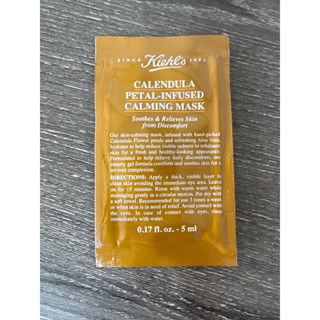 SINCE Kiehl's 1851
CALENDULA
PETAL-INFUSED
CALMING MASK
Soothes & Relieves Skin
from Discomfort
Our skin-calming mask, infused with hand-picked
Calendula Flower petals and refreshing Aloe Vera,
hydrates to help reduce visible redness to rebalance
skin for a fresh and healthy-looking appearance.
Formulated to help relieve daily discomforts, our
creamy gel formula comforts and soothes skin for a
revived complexion.
DIRECTIONS: Apply a thick, visible layer to
clean skin avoiding the immediate eye area. Leave
on for 15 minutes. Rinse with warm water while
massaging gently in a circular motion. Pat dry with
a soft towel. Recommended for use 3 times a week
or when skin is in need of relief. Avoid contact with
the eyes. In case of contact with eyes, rinse
immediately with water.
0.17 fl. oz. - 5 ml